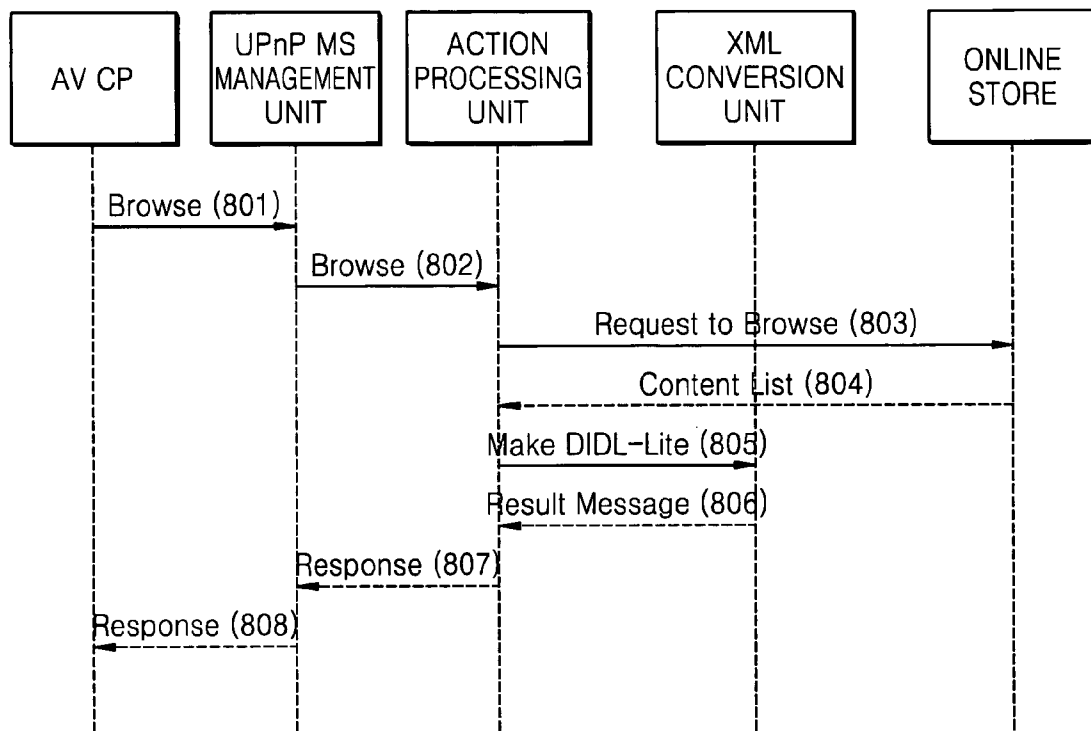 AV CP
UPnP MS
MANAGEMENT
UNIT
ACTION
PROCESSING
UNIT
XML
CONVERSION
UNIT
ONLINE
STORE
Browse (801)
Browse (802)
Request to Browse (803)
Content List (804)
Make DIDL-Lite (805)
Result Message (806)
Response (807)
Response (808)